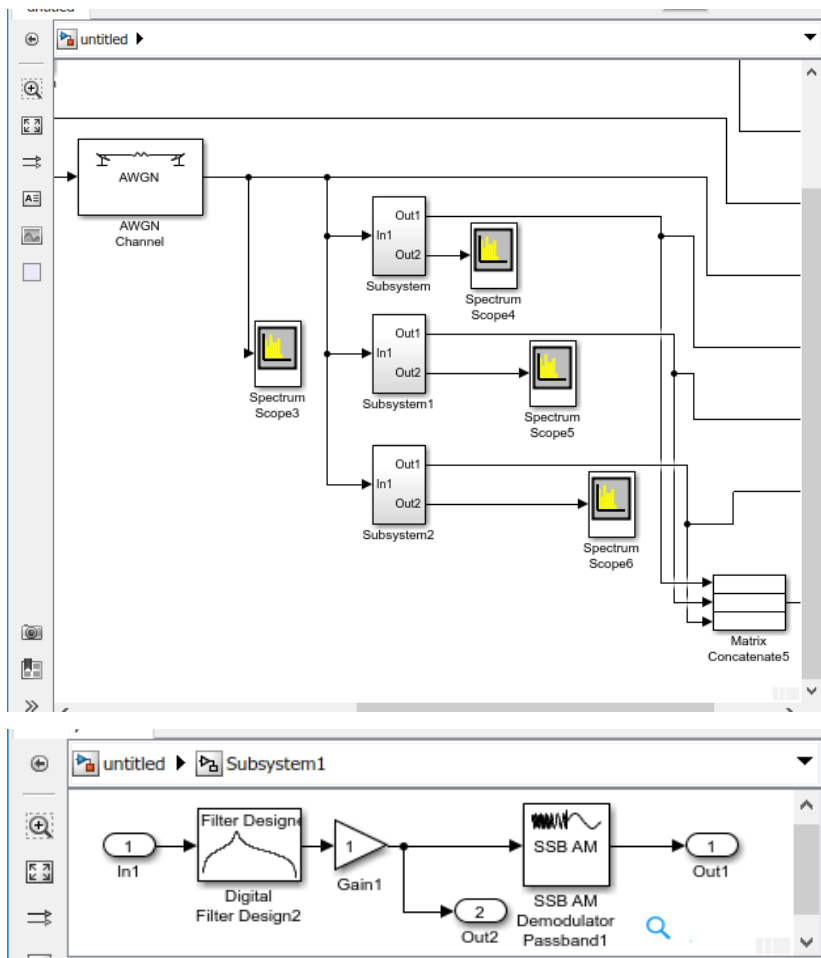 untitled
untitled
AWGN
AWGN
Channel
Out1
In1
Out2
Subsystem
Spectrum
Scope4
Out1
In1
Out2
Subsystem1
Spectrum
Scope3
Spectrum
Scope5
Out1
In1
Out2
Subsystem2
Spectrum
Scope6
Matrix
Concatenate5
untitled Subsystem1
Filter Designe
1
In1
1
Gain1
SSB AM
1
Out1
Digital
Filter Design2
2
Out2
SSB AM
Demodulator
Passband1